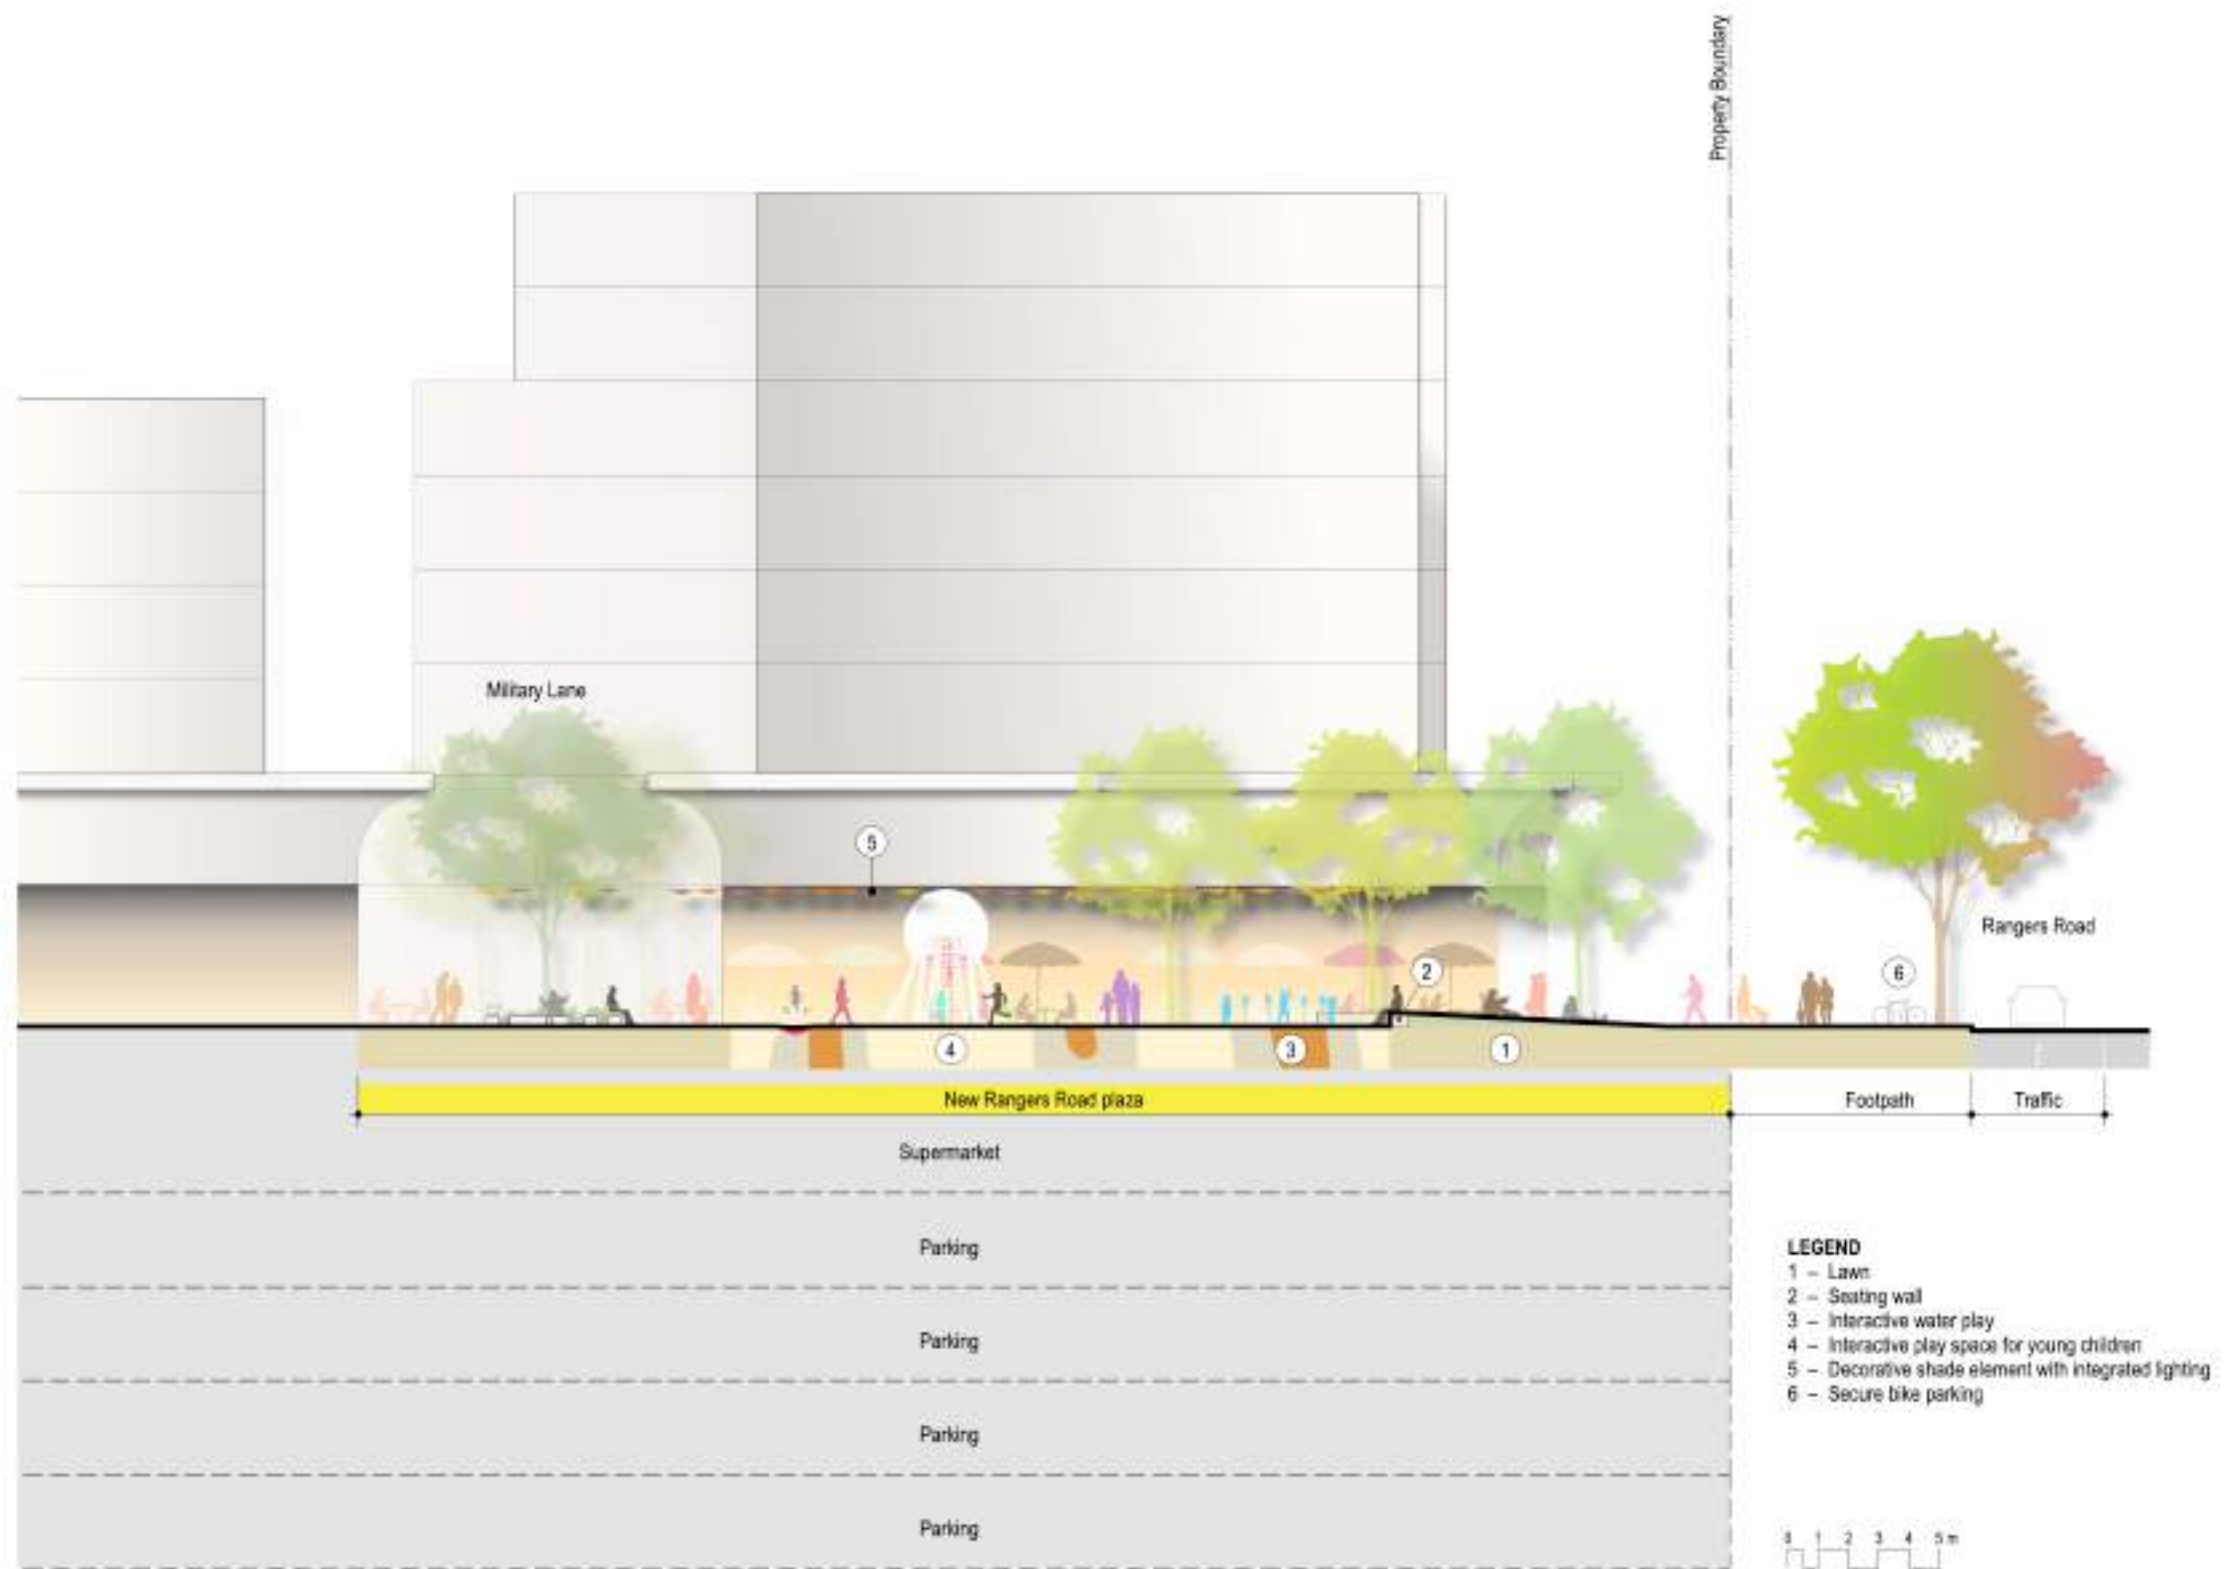 Property Boundary
Military Lane
5
2
6
Rangers Road
4
3
1
New Rangers Road plaza
Footpath
Traffic
Supermarket
Parking
Parking
Parking
Parking
LEGEND
1 – Lawn
2 – Seating wall
3 – Interactive water play
4 – Interactive play space for young children
5 – Decorative shade element with integrated lighting
6 – Secure bike parking
0 1 2 3 4 5 m